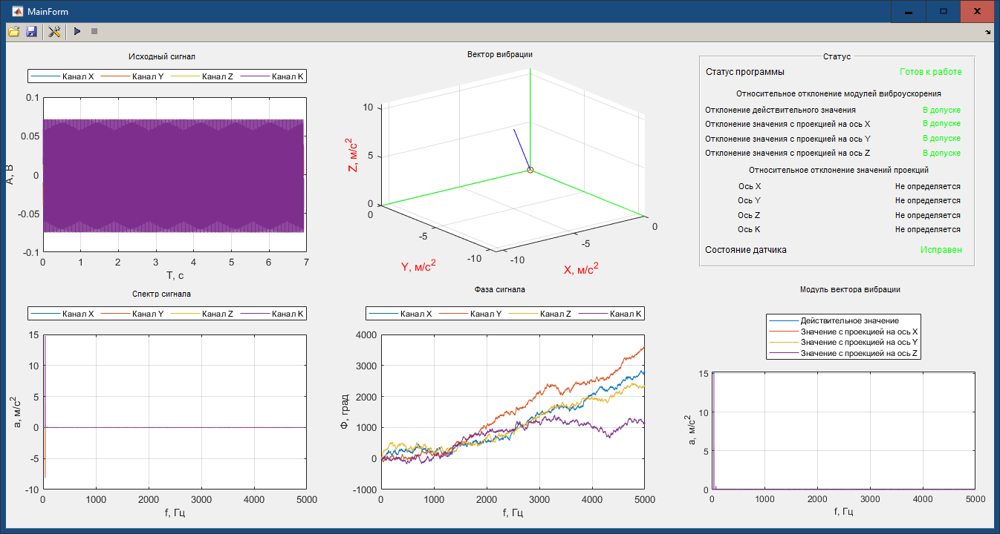 MainForm
Исходный сигнал
Канал X Канал Y Канал Z Канал K
0.1
0.05
0
-0.05
-0.1
A, В
0 1 2 3 4 5 6 7
T, с
Вектор вибрации
10
5
0
Z, м/с2
0
-5
-10
Y, м/с2
-10
-5
0
X, м/с2
Статус
Статус программы Готов к работе
Относительное отклонение модулей виброускорения
Отклонение действительного значения В допуске
Отклонение значения с проекцией на ось X В допуске
Отклонение значения с проекцией на ось Y В допуске
Отклонение значения с проекцией на ось Z В допуске
Относительное отклонение значений проекций
Ось X Не определяется
Ось Y Не определяется
Ось Z Не определяется
Ось K Не определяется
Состояние датчика Исправен
Спектр сигнала
Канал X Канал Y Канал Z Канал K
15
10
5
0
-5
-10
a, м/с2
0 1000 2000 3000 4000 5000
f, Гц
Фаза сигнала
Канал X Канал Y Канал Z Канал K
4000
3000
2000
1000
0
-1000
Ф, град
0 1000 2000 3000 4000 5000
f, Гц
Модуль вектора вибрации
Действительное значение
Значение с проекцией на ось X
Значение с проекцией на ось Y
Значение с проекцией на ось Z
15
10
5
0
a, м/с2
0 1000 2000 3000 4000 5000
f, Гц